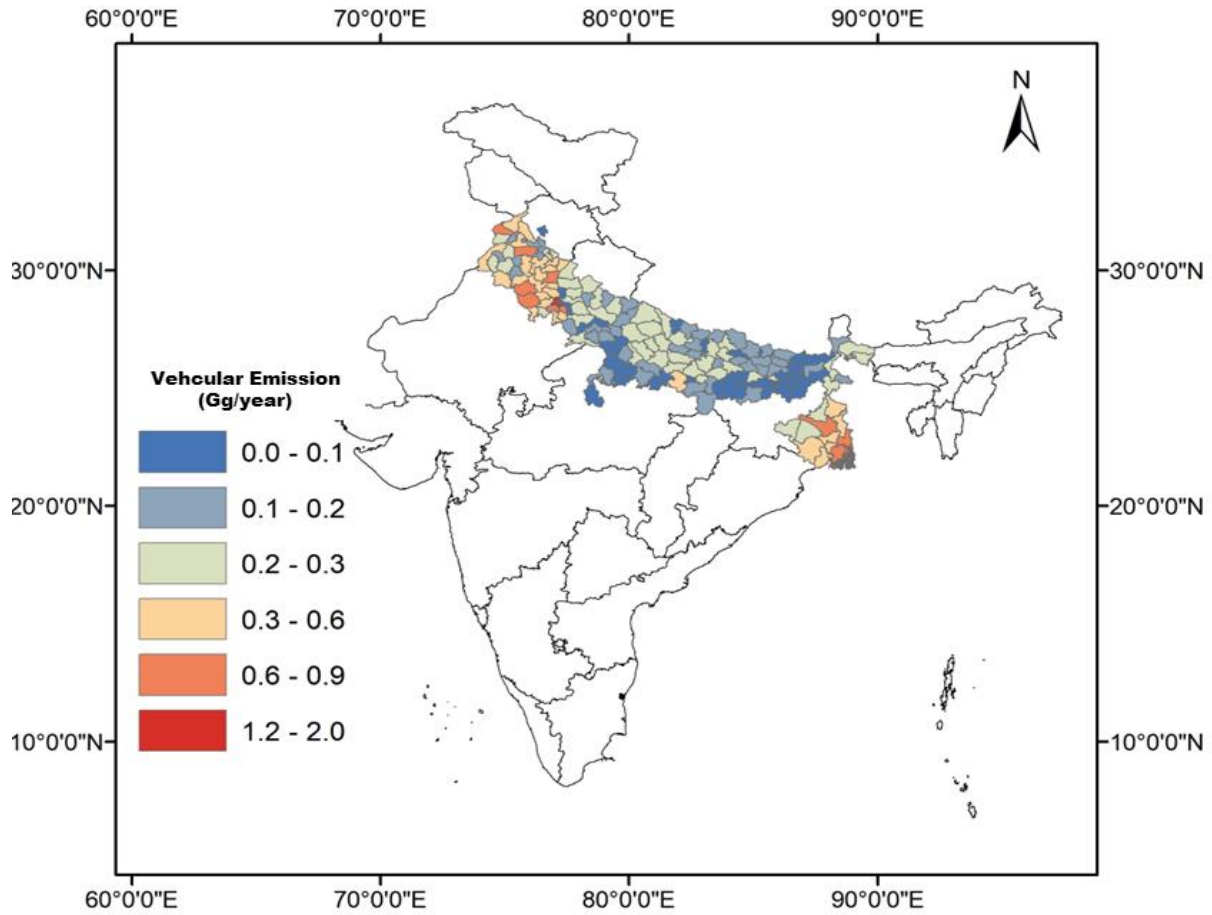 60°0'0"E 70°0'0"E 80°0'0"E 90°0'0"E
N
30°0'0"N 30°0'0"N
Vehcular Emission
(Gg/year)
0.0 - 0.1
0.1 - 0.2
20°0'0"N 20°0'0"N
0.2 - 0.3
0.3 - 0.6
0.6 - 0.9
1.2 - 2.0
10°0'0"N 10°0'0"N
60°0'0"E 70°0'0"E 80°0'0"E 90°0'0"E